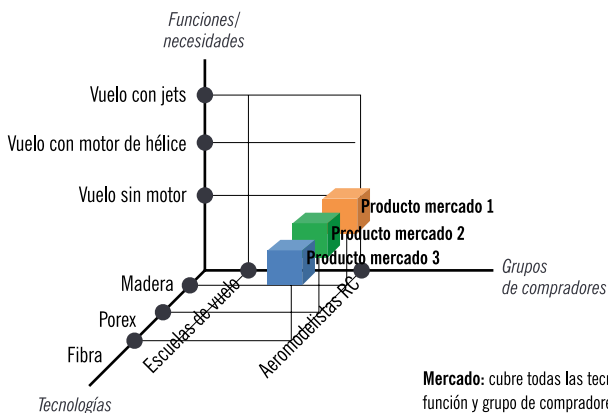 Funciones/
necesidades
Vuelo con jets
Vuelo con motor de hélice
Vuelo sin motor
Producto mercado 1
Producto mercado 2
Producto mercado 3
Grupos
de compradores
Madera
Porex
Fibra
Escuelas de vuelo
Aeromodelistas RC
Tecnologías
Mercado: cubre todas las tec
función y grupo de comprador